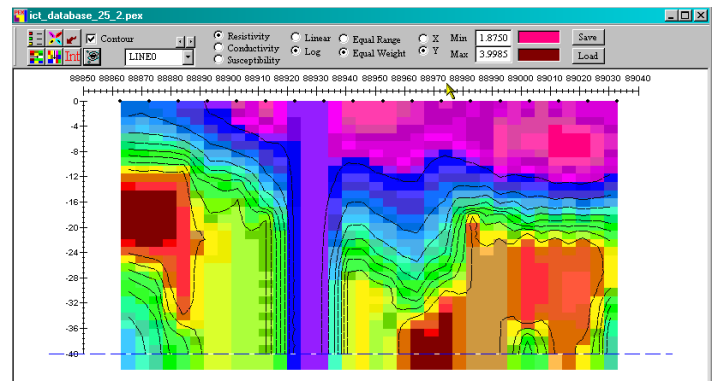 ict_database_25_2.pex
Contour
LINE0
Int
Resistivity
Conductivity
Susceptibility
Linear
Log
Equal Range
Equal Weight
X
Y
Min 1.8750
Max 3.9985
Save
Load
88850 88860 88870 88880 88890 88900 88910 88920 88930 88940 88950 88960 88970 88980 88990 89000 89010 89020 89030 89040
0
-4
-8
-12
-16
-20
-24
-28
-32
-36
-40